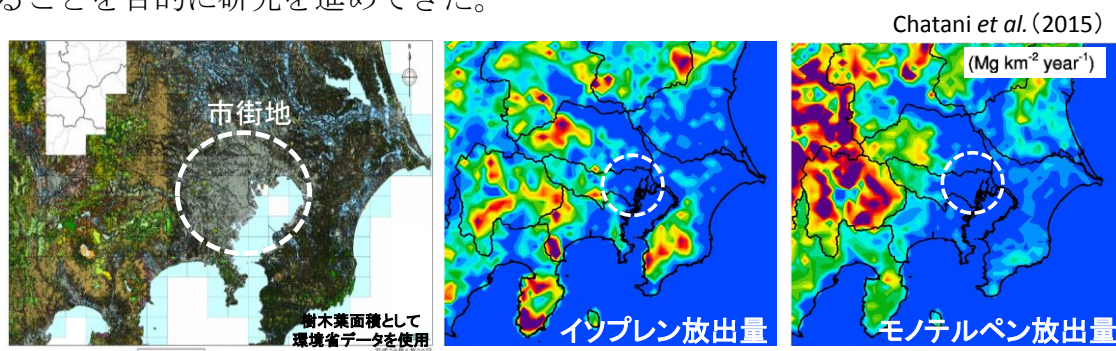 ることを目的に研究を進めてきた。
Chatani et al.（2015）
市街地
樹木葉面積として
環境省データを使用
イソプレン放出量
(Mg km-2 year-1)
モノテルペン放出量